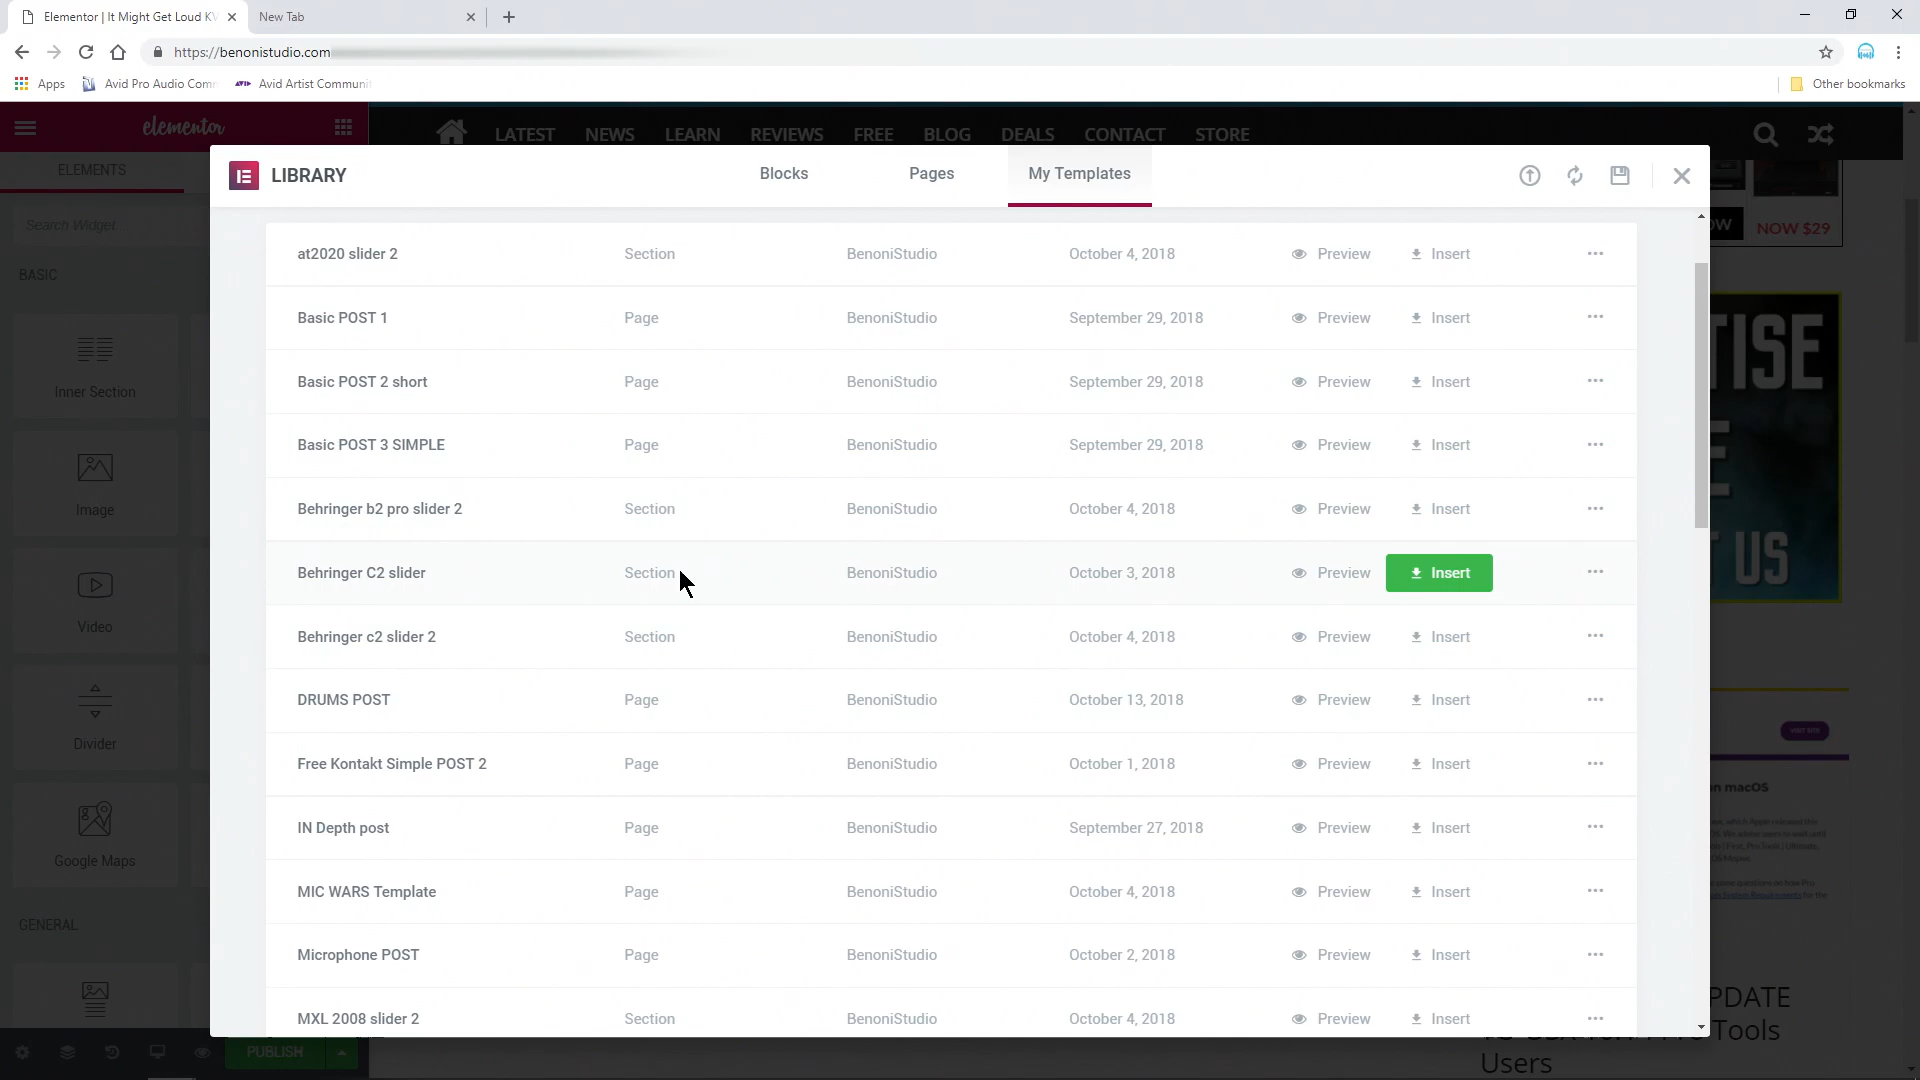 Elementor | It Might Get Loud KV
New Tab
https://benonistudio.com
Apps
Avid Pro Audio Com
Avid Artist Communit
Other bookmarks
elementor
LATEST NEWS LEARN REVIEWS FREE BLOG DEALS CONTACT STORE
ELEMENTS
LIBRARY
Blocks
Pages
My Templates
Search Widget
NOW $29
BASIC
Inner Section
Image
Video
Divider
Google Maps
GENERAL
at2020 slider 2 Section BenoniStudio October 4, 2018 Preview Insert
Basic POST 1 Page BenoniStudio September 29, 2018 Preview Insert
Basic POST 2 short Page BenoniStudio September 29, 2018 Preview Insert
Basic POST 3 SIMPLE Page BenoniStudio September 29, 2018 Preview Insert
Behringer b2 pro slider 2 Section BenoniStudio October 4, 2018 Preview Insert
Behringer C2 slider Section BenoniStudio October 3, 2018 Preview Insert
Behringer c2 slider 2 Section BenoniStudio October 4, 2018 Preview Insert
DRUMS POST Page BenoniStudio October 13, 2018 Preview Insert
Free Kontakt Simple POST 2 Page BenoniStudio October 1, 2018 Preview Insert
IN Depth post Page BenoniStudio September 27, 2018 Preview Insert
MIC WARS Template Page BenoniStudio October 4, 2018 Preview Insert
Microphone POST Page BenoniStudio October 2, 2018 Preview Insert
MXL 2008 slider 2 Section BenoniStudio October 4, 2018 Preview Insert
TISE
E
T US
VISIT SITE
on macOS
PDATE
Tools
Users
PUBLISH